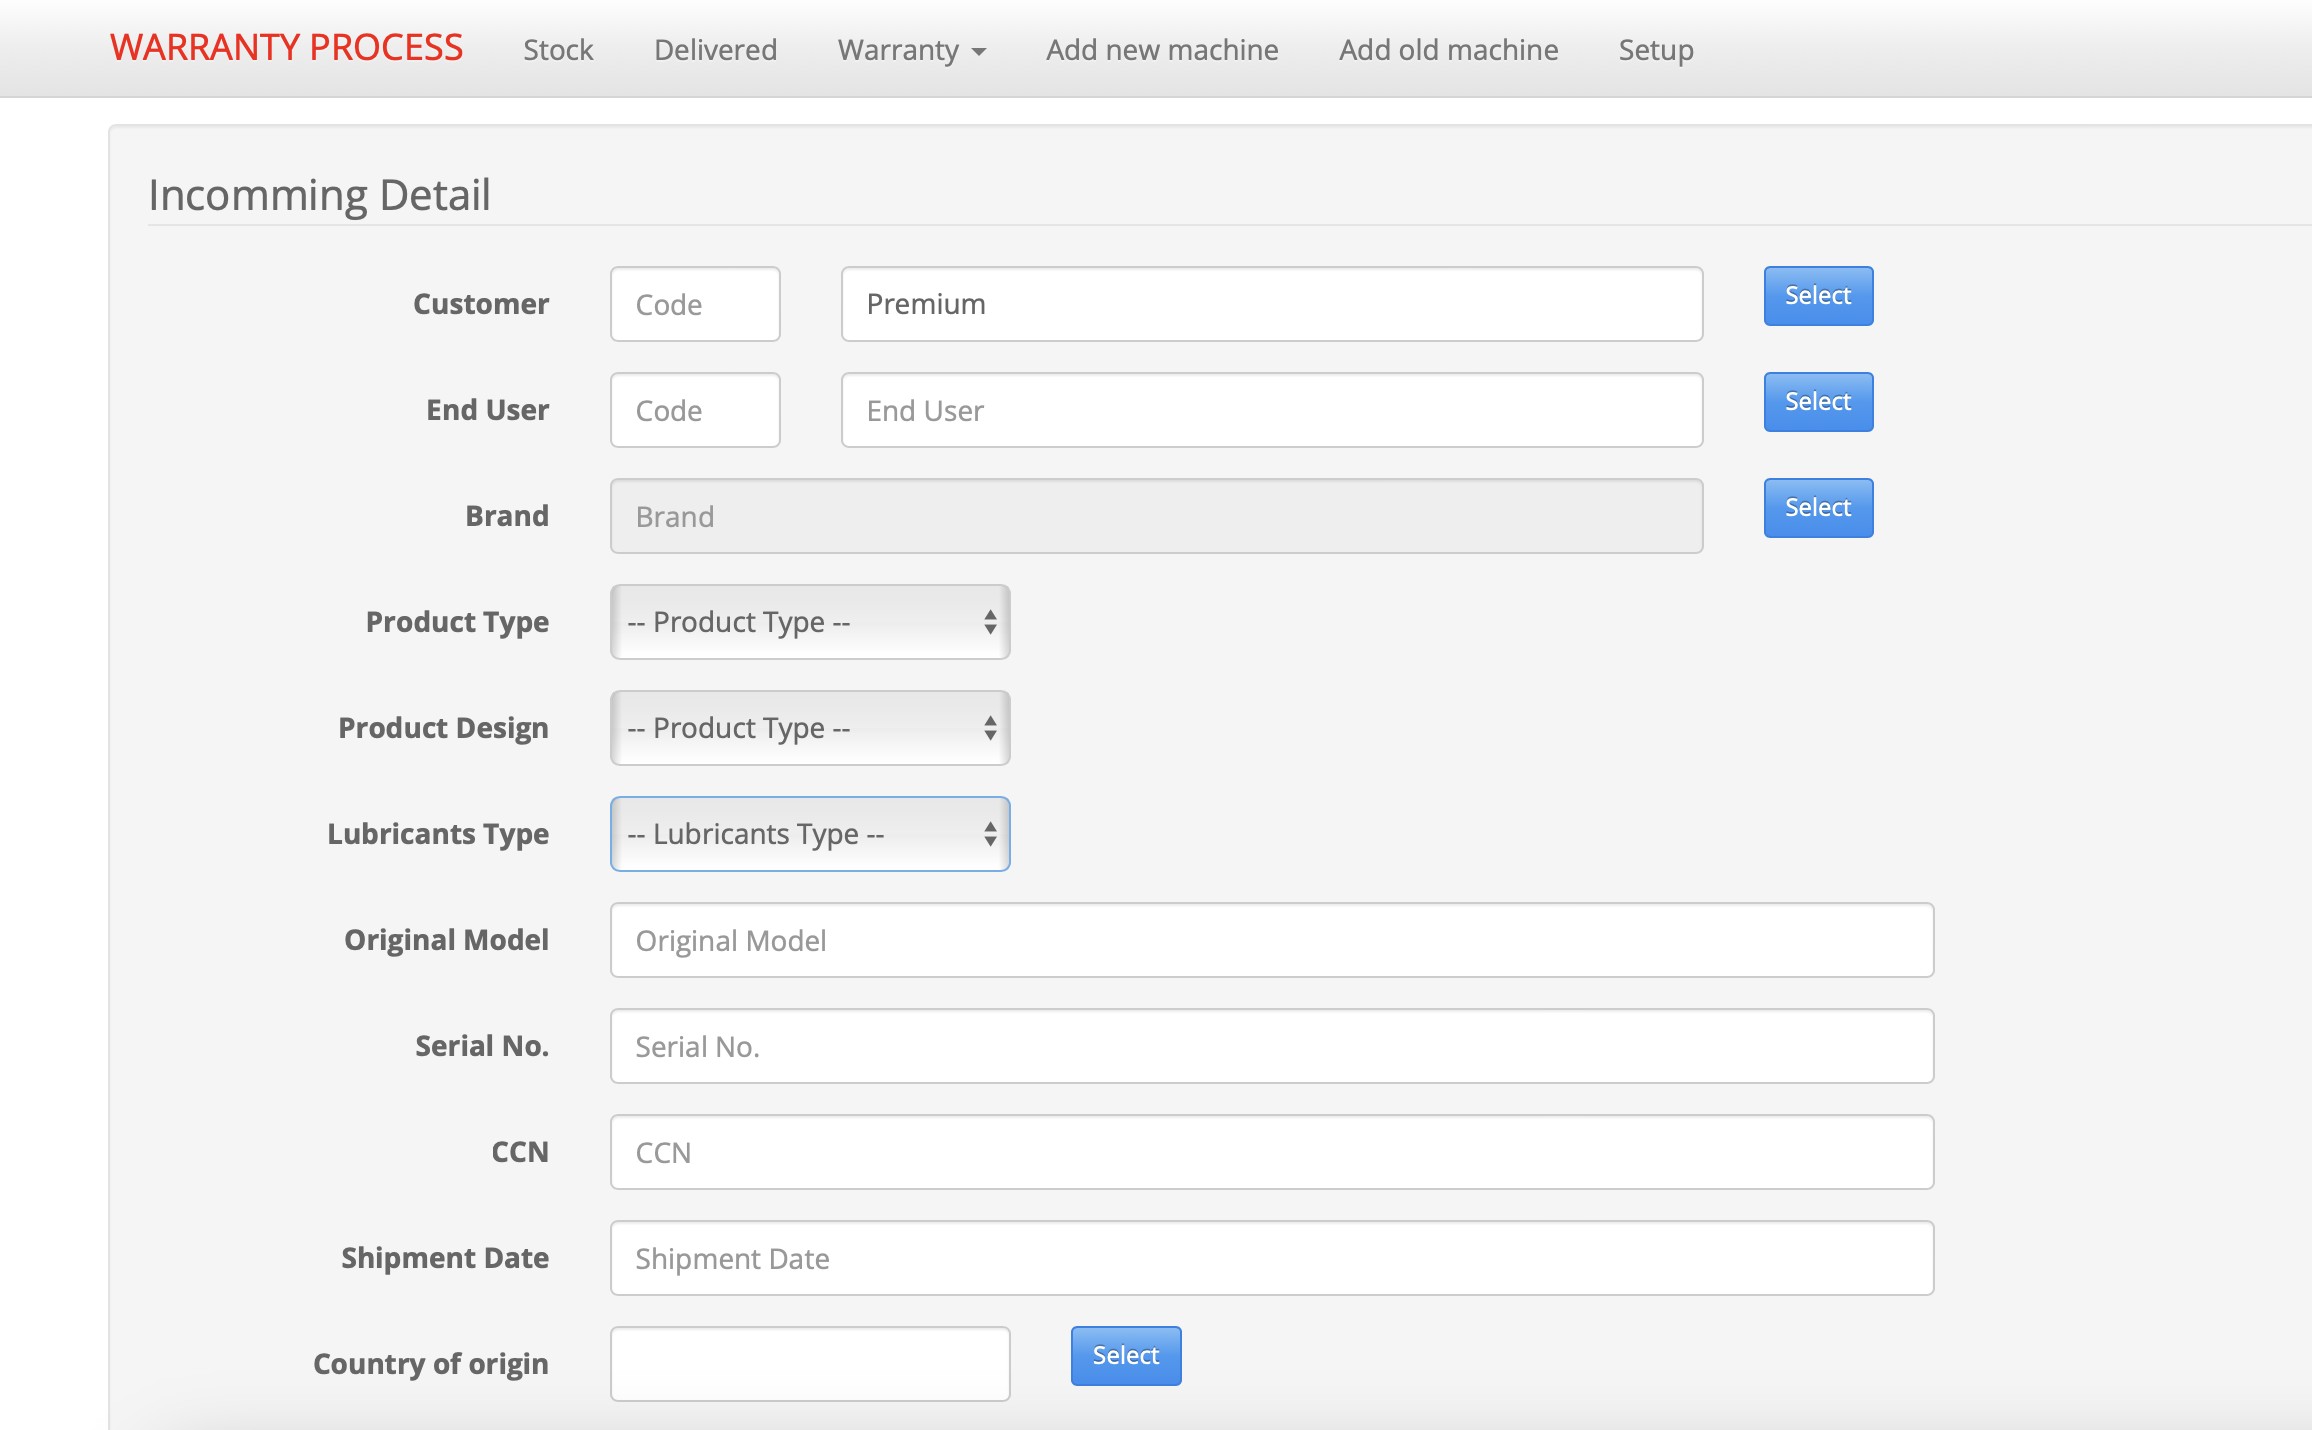 WARRANTY PROCESS Stock Delivered Warranty Add new machine Add old machine Setup
Incomming Detail
Customer Code Premium Select
End User Code End User Select
Brand Brand Select
Product Type -- Product Type --
Product Design -- Product Type --
Lubricants Type -- Lubricants Type --
Original Model Original Model
Serial No. Serial No.
CCN CCN
Shipment Date Shipment Date
Country of origin Select